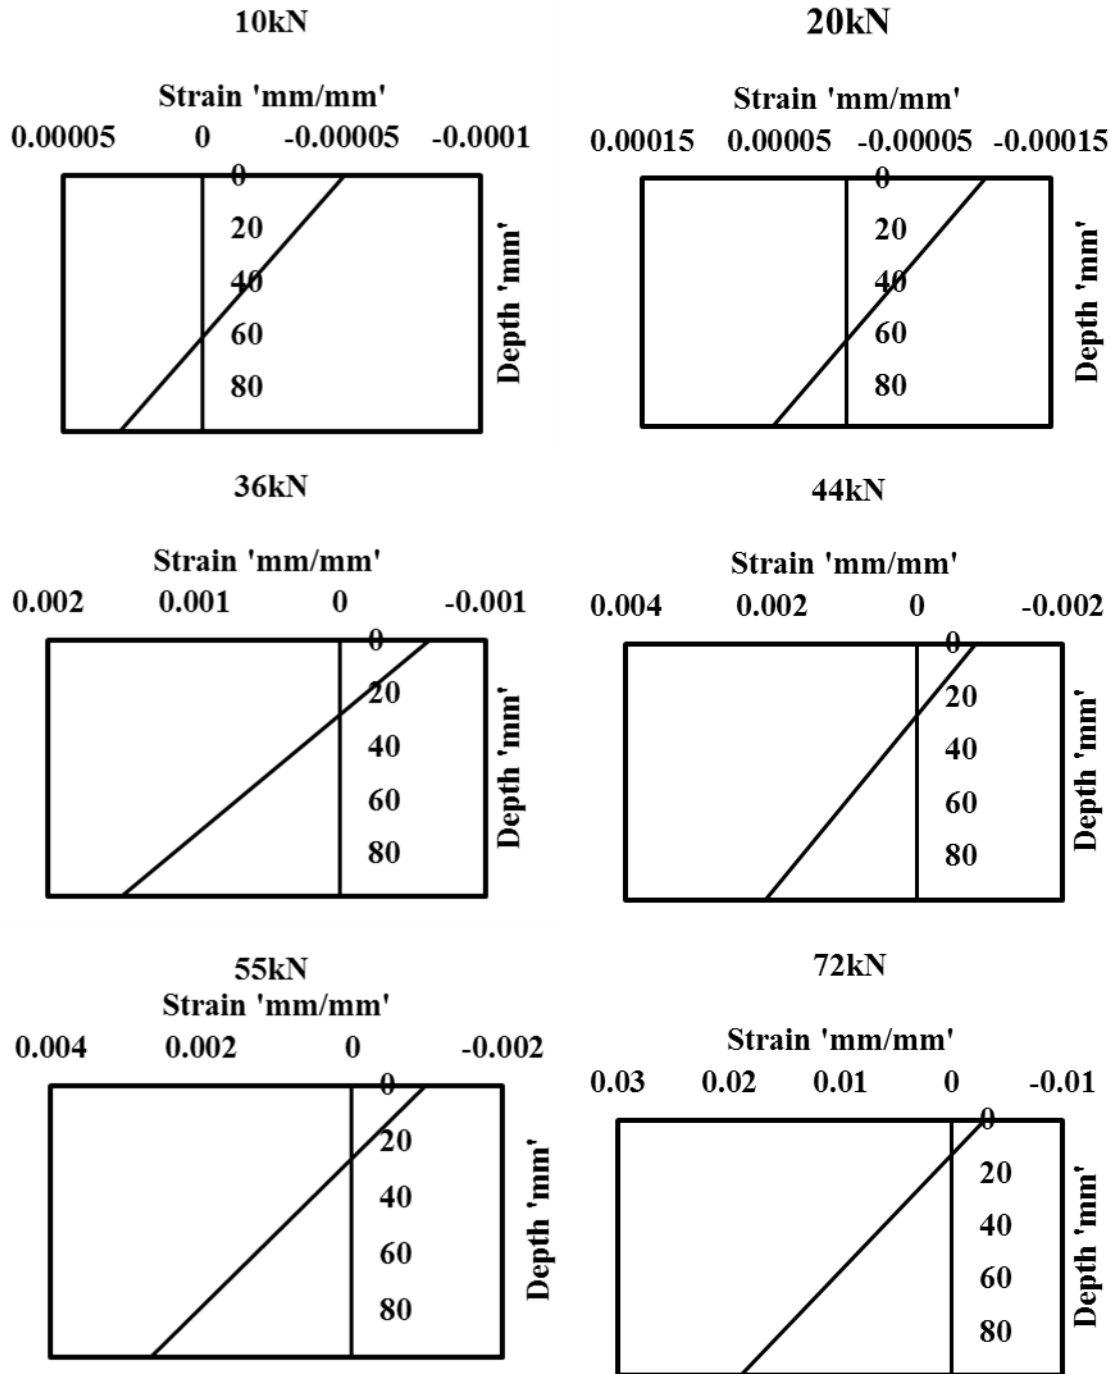 10kN
Strain 'mm/mm'
0.00005 0 -0.00005 -0.0001
0
20
40
60
80
Depth 'mm'
20kN
Strain 'mm/mm'
0.00015 0.00005 -0.00005 -0.00015
0
20
40
60
80
Depth 'mm'
36kN
Strain 'mm/mm'
0.002 0.001 0 -0.001
0
20
40
60
80
Depth 'mm'
44kN
Strain 'mm/mm'
0.004 0.002 0 -0.002
0
20
40
60
80
Depth 'mm'
55kN
Strain 'mm/mm'
0.004 0.002 0 -0.002
0
20
40
60
80
Depth 'mm'
72kN
Strain 'mm/mm'
0.03 0.02 0.01 0 -0.01
0
20
40
60
80
Depth 'mm'